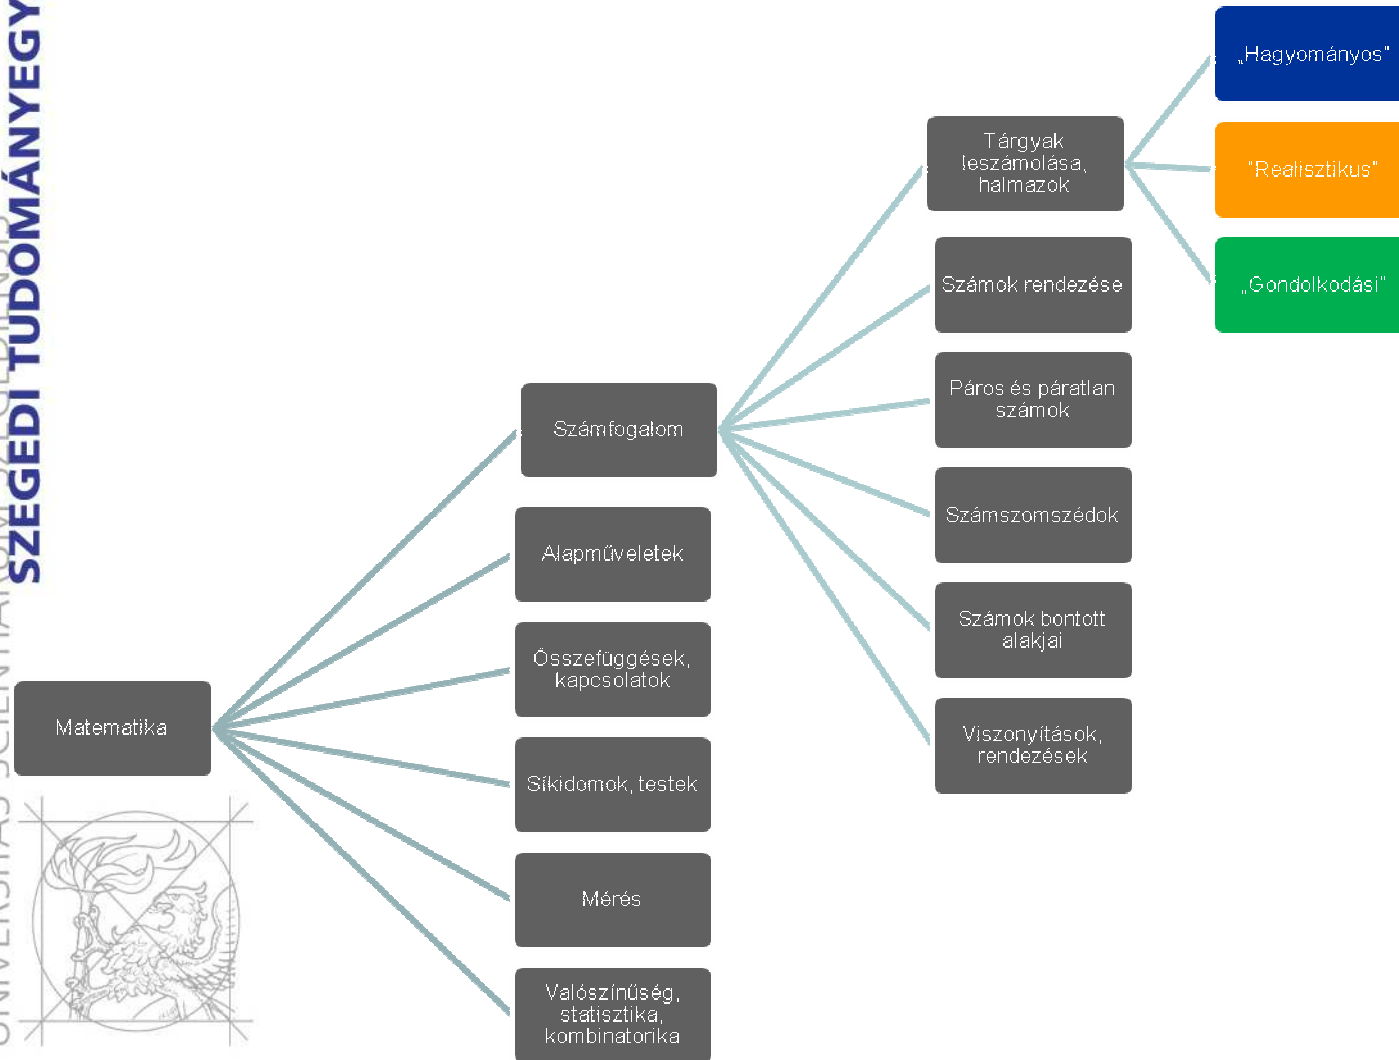 SZEGEDI TUDOMÁNYEGY
Matematika
Számfogalom
Alapműveletek
Összefüggések,
kapcsolatok
Síkidomok, testek
Mérés
Valószínűség,
statisztika,
kombinatorika
Tárgyak
leszámolása,
halmazok
Számok rendezése
Páros és páratlan
számok
Számszomszédok
Számok bontott
alakjai
Viszonyítások,
rendezések
„Hagyományos”
"Realisztikus"
„Gondolkodási”